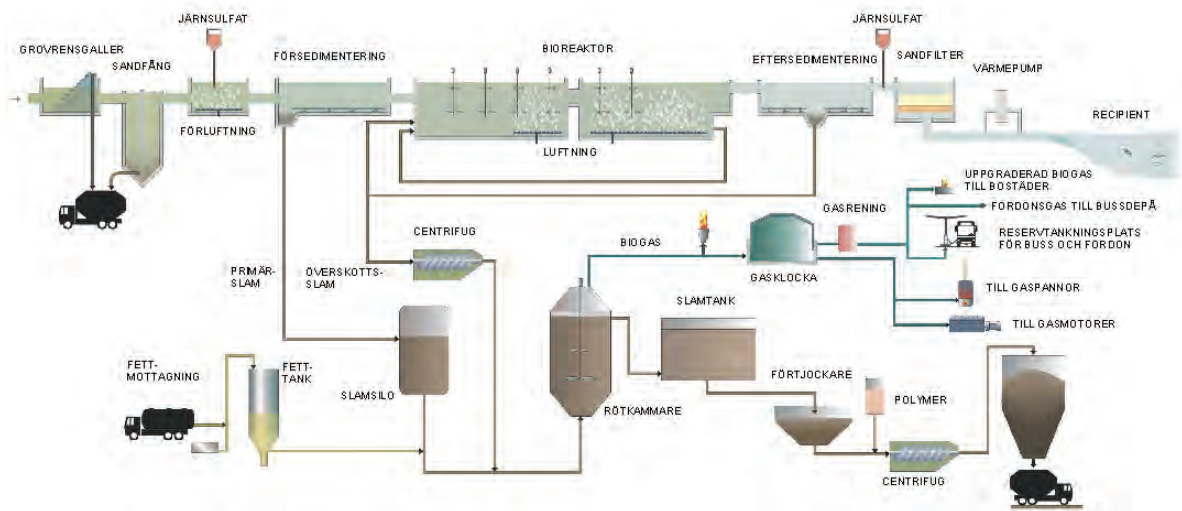 JÄRNSULFAT
JÄRNSULFAT
GROVRENSGALLER
SANDFÅNG
FÖRSEDIMENTERING
BIOREAKTOR
EFTERSEDIMENTERING
SANDFILTER
VÄRMEPUMP
FÖRLUFTNING
LUFTNING
RECIPIENT
UPPGRADERAD BIOGAS
TILL BOSTÄDER
GASRENING
FORDONSGAS TILL BUSSDEPÅ
RESERVTANKNINGSPLATS
FÖR BUSS OCH FORDON
CENTRIFUG
BIOGAS
GASKLOCKA
PRIMÄR-
SLAM
ÖVERSKOTTS-
SLAM
TILL GASPANNOR
SLAMTANK
TILL GASMOTORER
FETT-
MOTTAGNING
FETT-
TANK
SLAMSILO
RÖTKAMMARE
FÖRTJOCKARE
POLYMER
CENTRIFUG